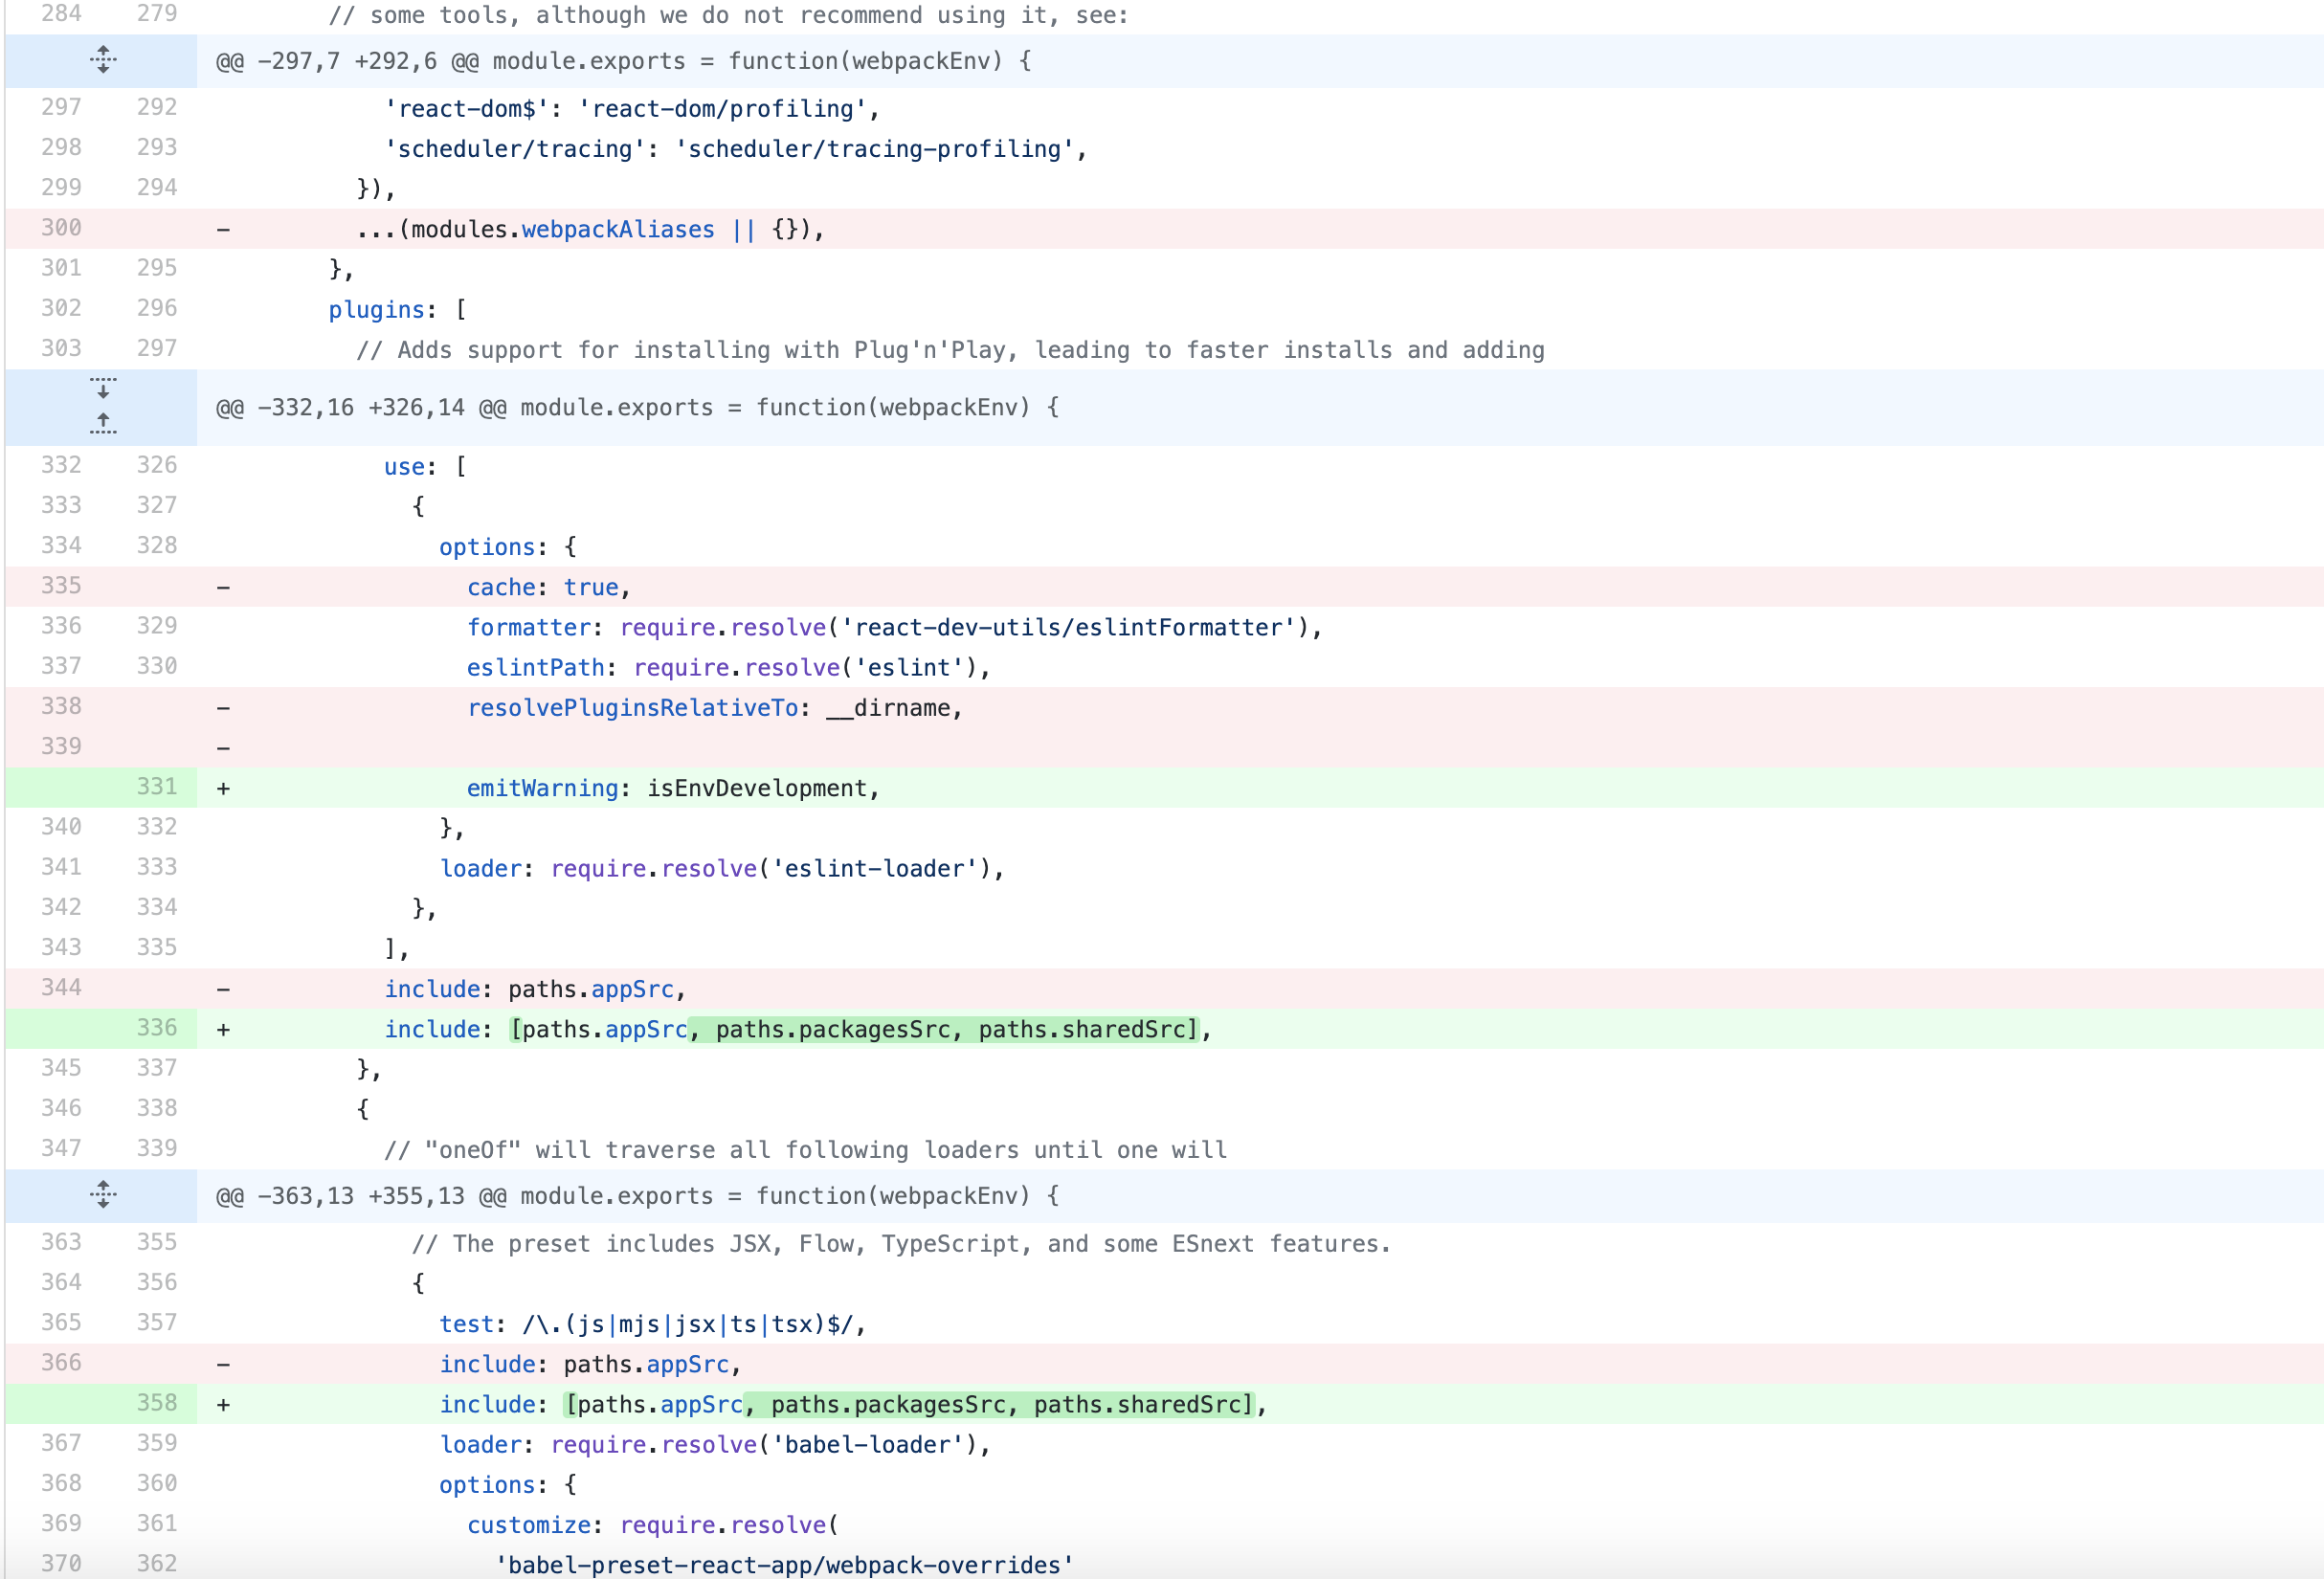 284 279 // some tools, although we do not recommend using it, see:
@@ -297,7 +292,6 @@ module.exports = function(webpackEnv) {
297 292 'react-dom$': 'react-dom/profiling',
298 293 'scheduler/tracing': 'scheduler/tracing-profiling',
299 294 }),
300 - ...(modules.webpackAliases || {}),
301 295 },
302 296 plugins: [
303 297 // Adds support for installing with Plug'n'Play, leading to faster installs and adding
@@ -332,16 +326,14 @@ module.exports = function(webpackEnv) {
332 326 use: [
333 327 {
334 328 options: {
335 - cache: true,
336 329 formatter: require.resolve('react-dev-utils/eslintFormatter'),
337 330 eslintPath: require.resolve('eslint'),
338 - resolvePluginsRelativeTo: __dirname,
339 -
331 + emitWarning: isEnvDevelopment,
340 332 },
341 333 loader: require.resolve('eslint-loader'),
342 334 },
343 335 ],
344 - include: paths.appSrc,
336 + include: [paths.appSrc, paths.packagesSrc, paths.sharedSrc],
345 337 },
346 338 {
347 339 // "oneOf" will traverse all following loaders until one will
@@ -363,13 +355,13 @@ module.exports = function(webpackEnv) {
363 355 // The preset includes JSX, Flow, TypeScript, and some ESnext features.
364 356 {
365 357 test: /\.(js|mjs|jsx|ts|tsx)$/,
366 - include: paths.appSrc,
358 + include: [paths.appSrc, paths.packagesSrc, paths.sharedSrc],
367 359 loader: require.resolve('babel-loader'),
368 360 options: {
369 361 customize: require.resolve(
370 362 'babel-preset-react-app/webpack-overrides'